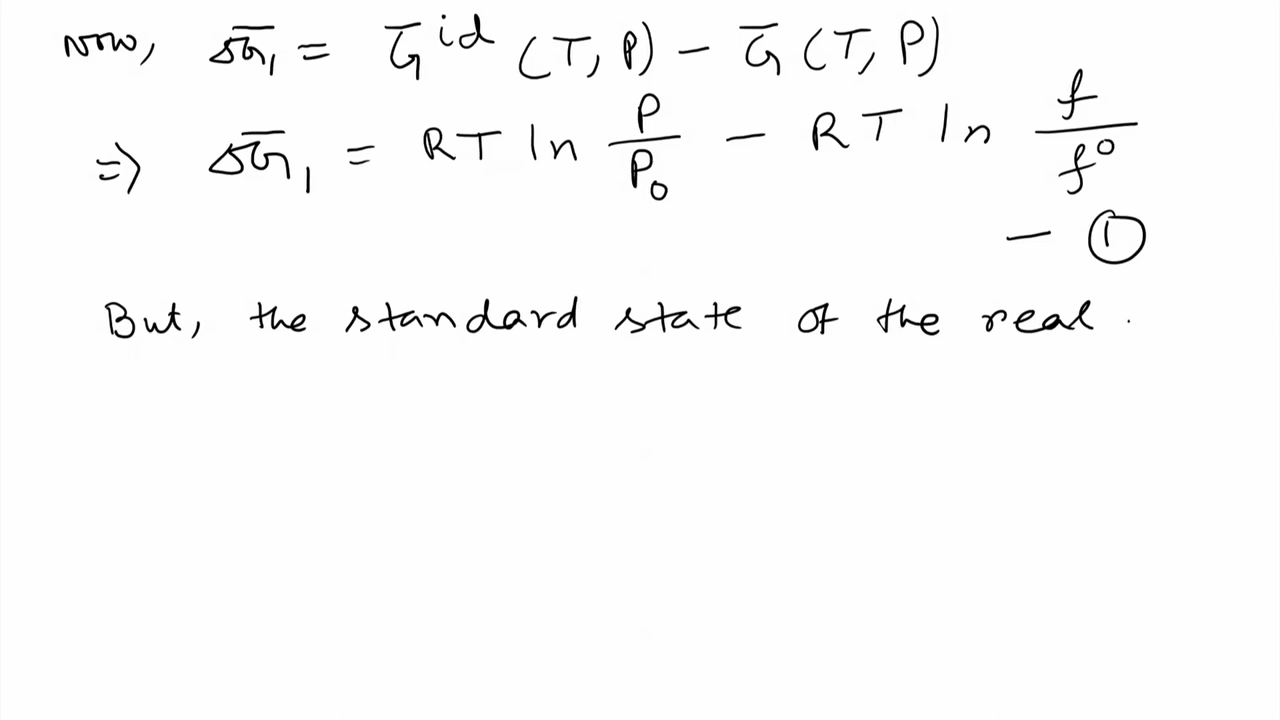 Now, ΔG̅₁ = G̅ⁱᵈ (T, P) – G̅ (T, P)
⇒ ΔG̅₁ = RT ln P/P₀ – RT ln f/f⁰
– ①
But, the standard state of the real .